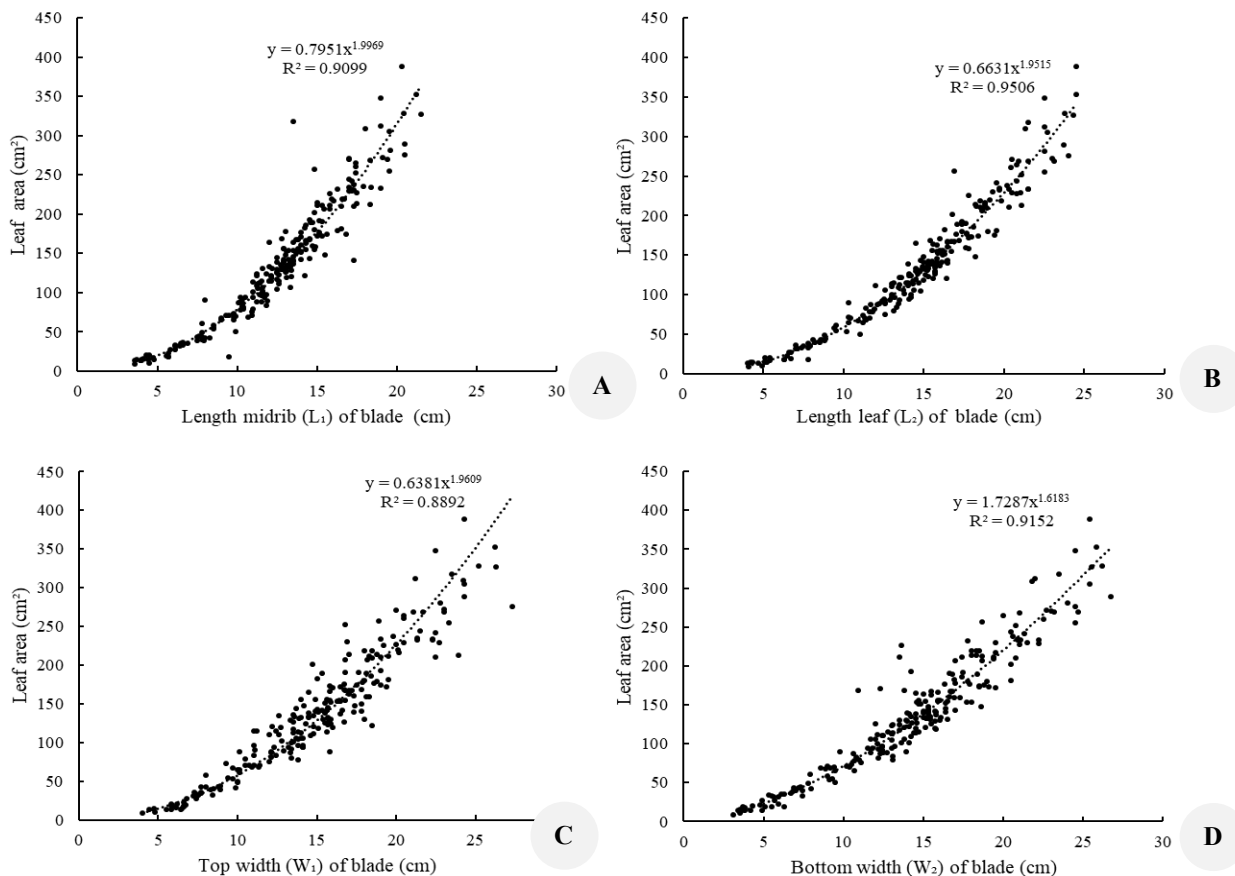 450
400
350
300
250
200
150
100
50
0
Leaf area (cm²)
y = 0.7951x^1.9969
R² = 0.9099
0 5 10 15 20 25 30
Length midrib (L₁) of blade (cm)
A
450
400
350
300
250
200
150
100
50
0
Leaf area (cm²)
y = 0.6631x^1.9515
R² = 0.9506
0 5 10 15 20 25 30
Length leaf (L₂) of blade (cm)
B
450
400
350
300
250
200
150
100
50
0
Leaf area (cm²)
y = 0.6381x^1.9609
R² = 0.8892
0 5 10 15 20 25 30
Top width (W₁) of blade (cm)
C
450
400
350
300
250
200
150
100
50
0
Leaf area (cm²)
y = 1.7287x^1.6183
R² = 0.9152
0 5 10 15 20 25 30
Bottom width (W₂) of blade (cm)
D